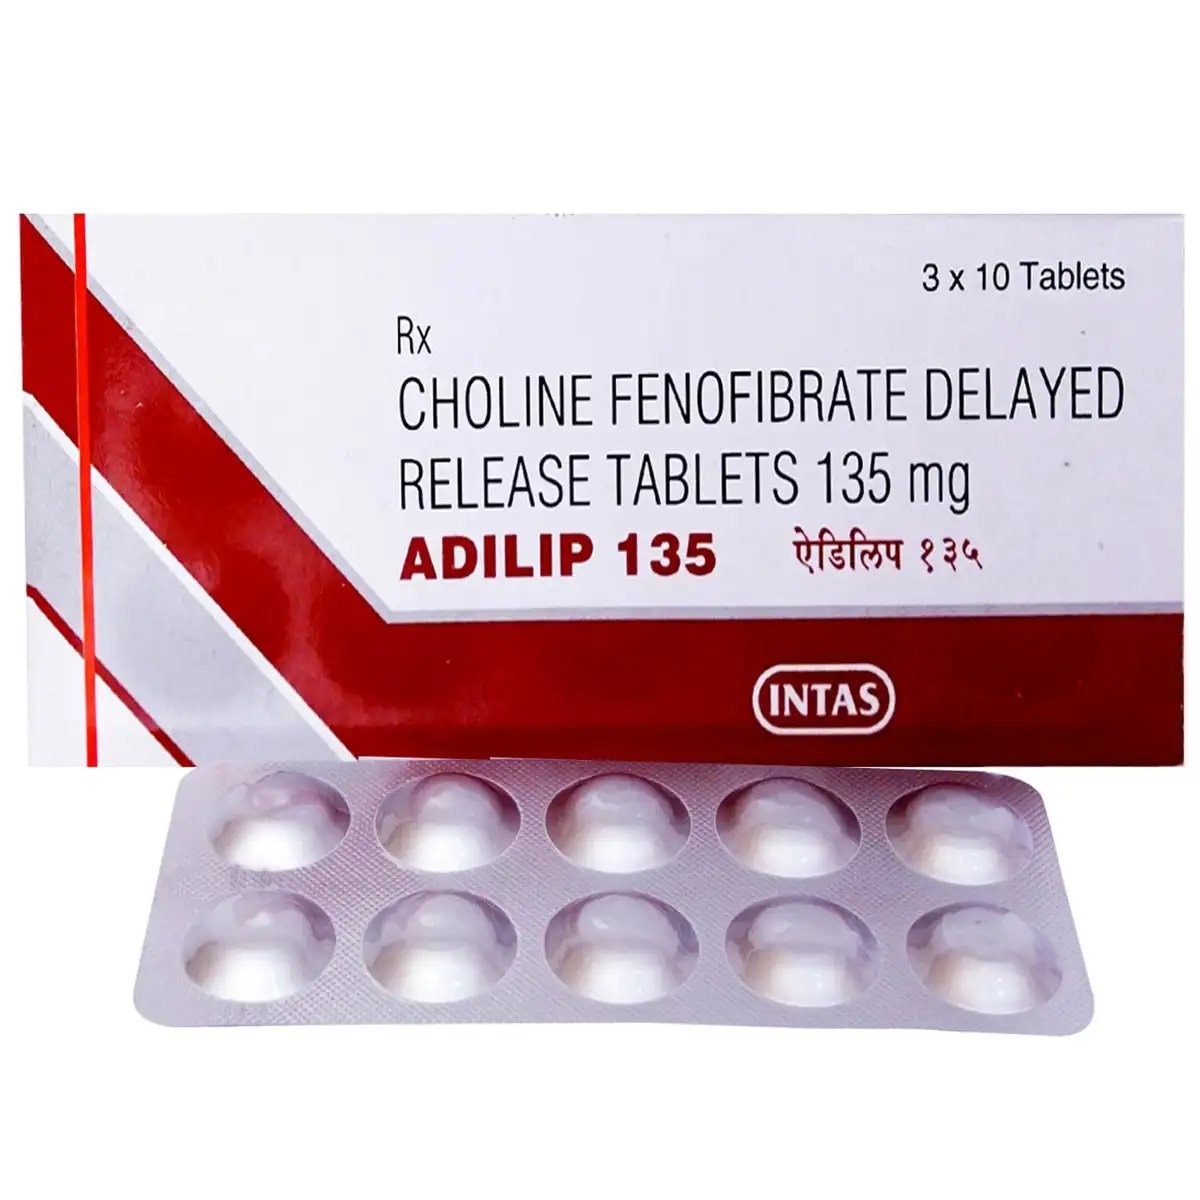 3 x 10 Tablets
Rx
CHOLINE FENOFIBRATE DELAYED
RELEASE TABLETS 135 mg
ADILIP 135 ऐडिलिप १३५
INTAS